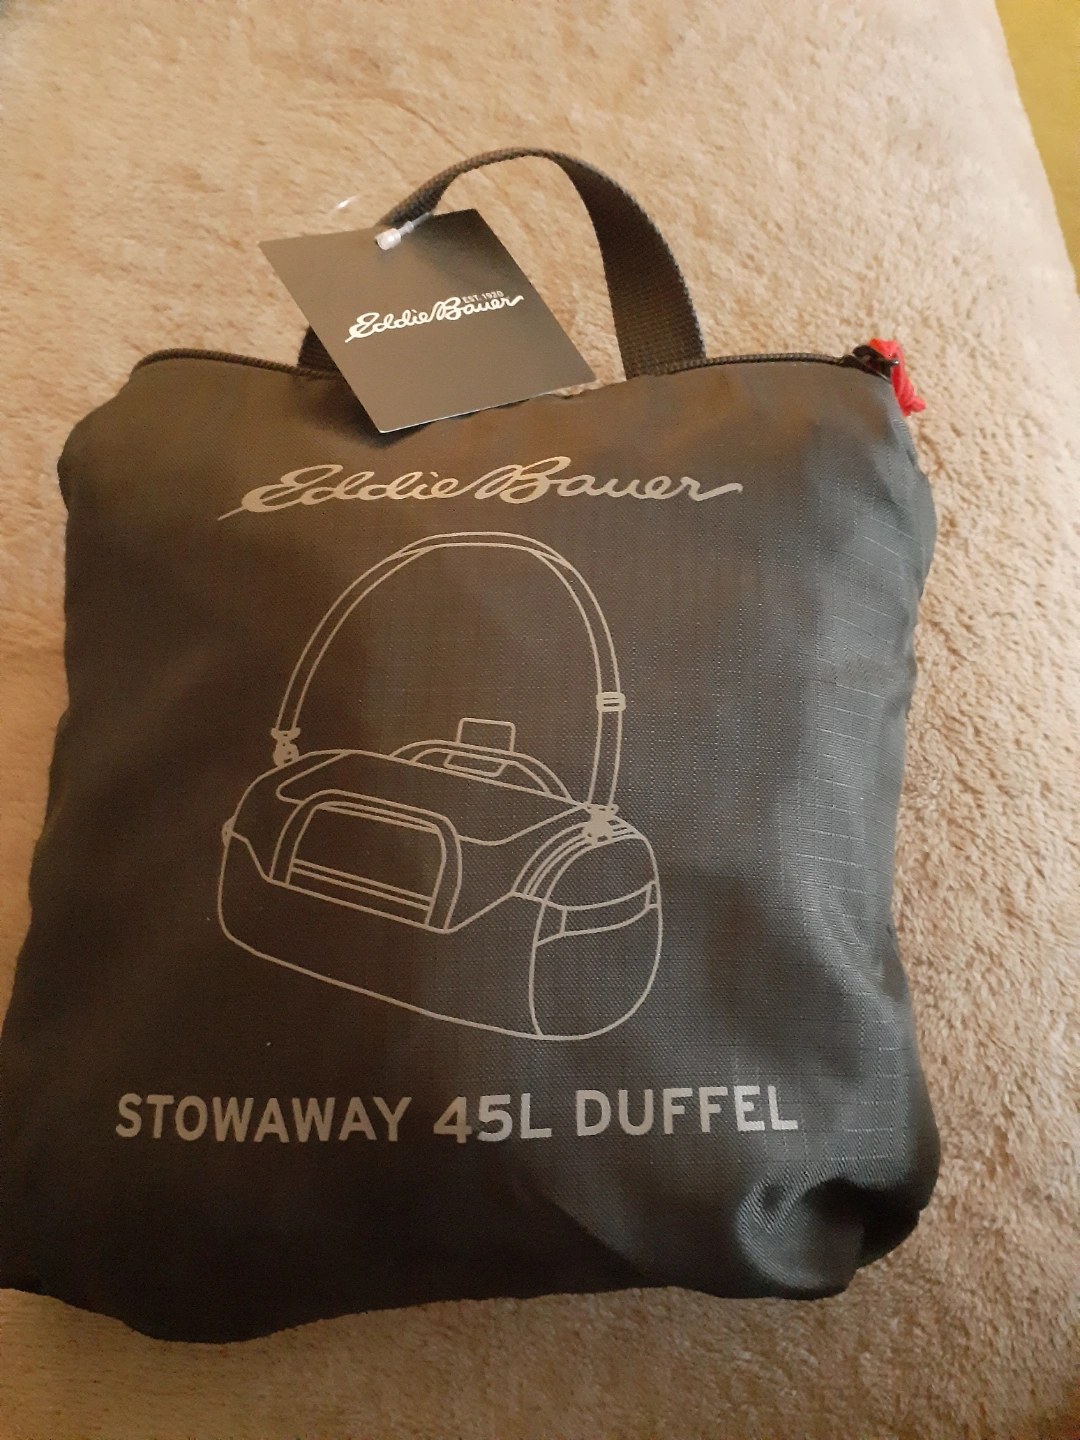 EST. 1920
Eddie Bauer
Eddie Bauer
STOWAWAY 45L DUFFEL